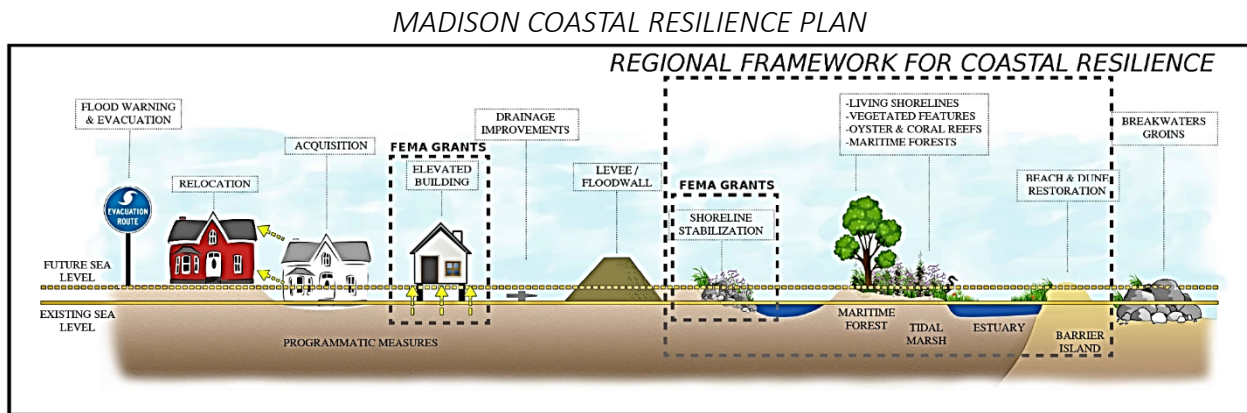 MADISON COASTAL RESILIENCE PLAN
REGIONAL FRAMEWORK FOR COASTAL RESILIENCE
FLOOD WARNING
& EVACUATION
EVACUATION
ROUTE
RELOCATION
ACQUISITION
FEMA GRANTS
ELEVATED
BUILDING
DRAINAGE
IMPROVEMENTS
LEVEE /
FLOODWALL
FEMA GRANTS
SHORELINE
STABILIZATION
-LIVING SHORELINES
-VEGETATED FEATURES
-OYSTER & CORAL REEFS
-MARITIME FORESTS
BEACH & DUNE
RESTORATION
BREAKWATERS
GROINS
FUTURE SEA
LEVEL
EXISTING SEA
LEVEL
PROGRAMMATIC MEASURES
MARITIME
FOREST
TIDAL
MARSH
ESTUARY
BARRIER
ISLAND